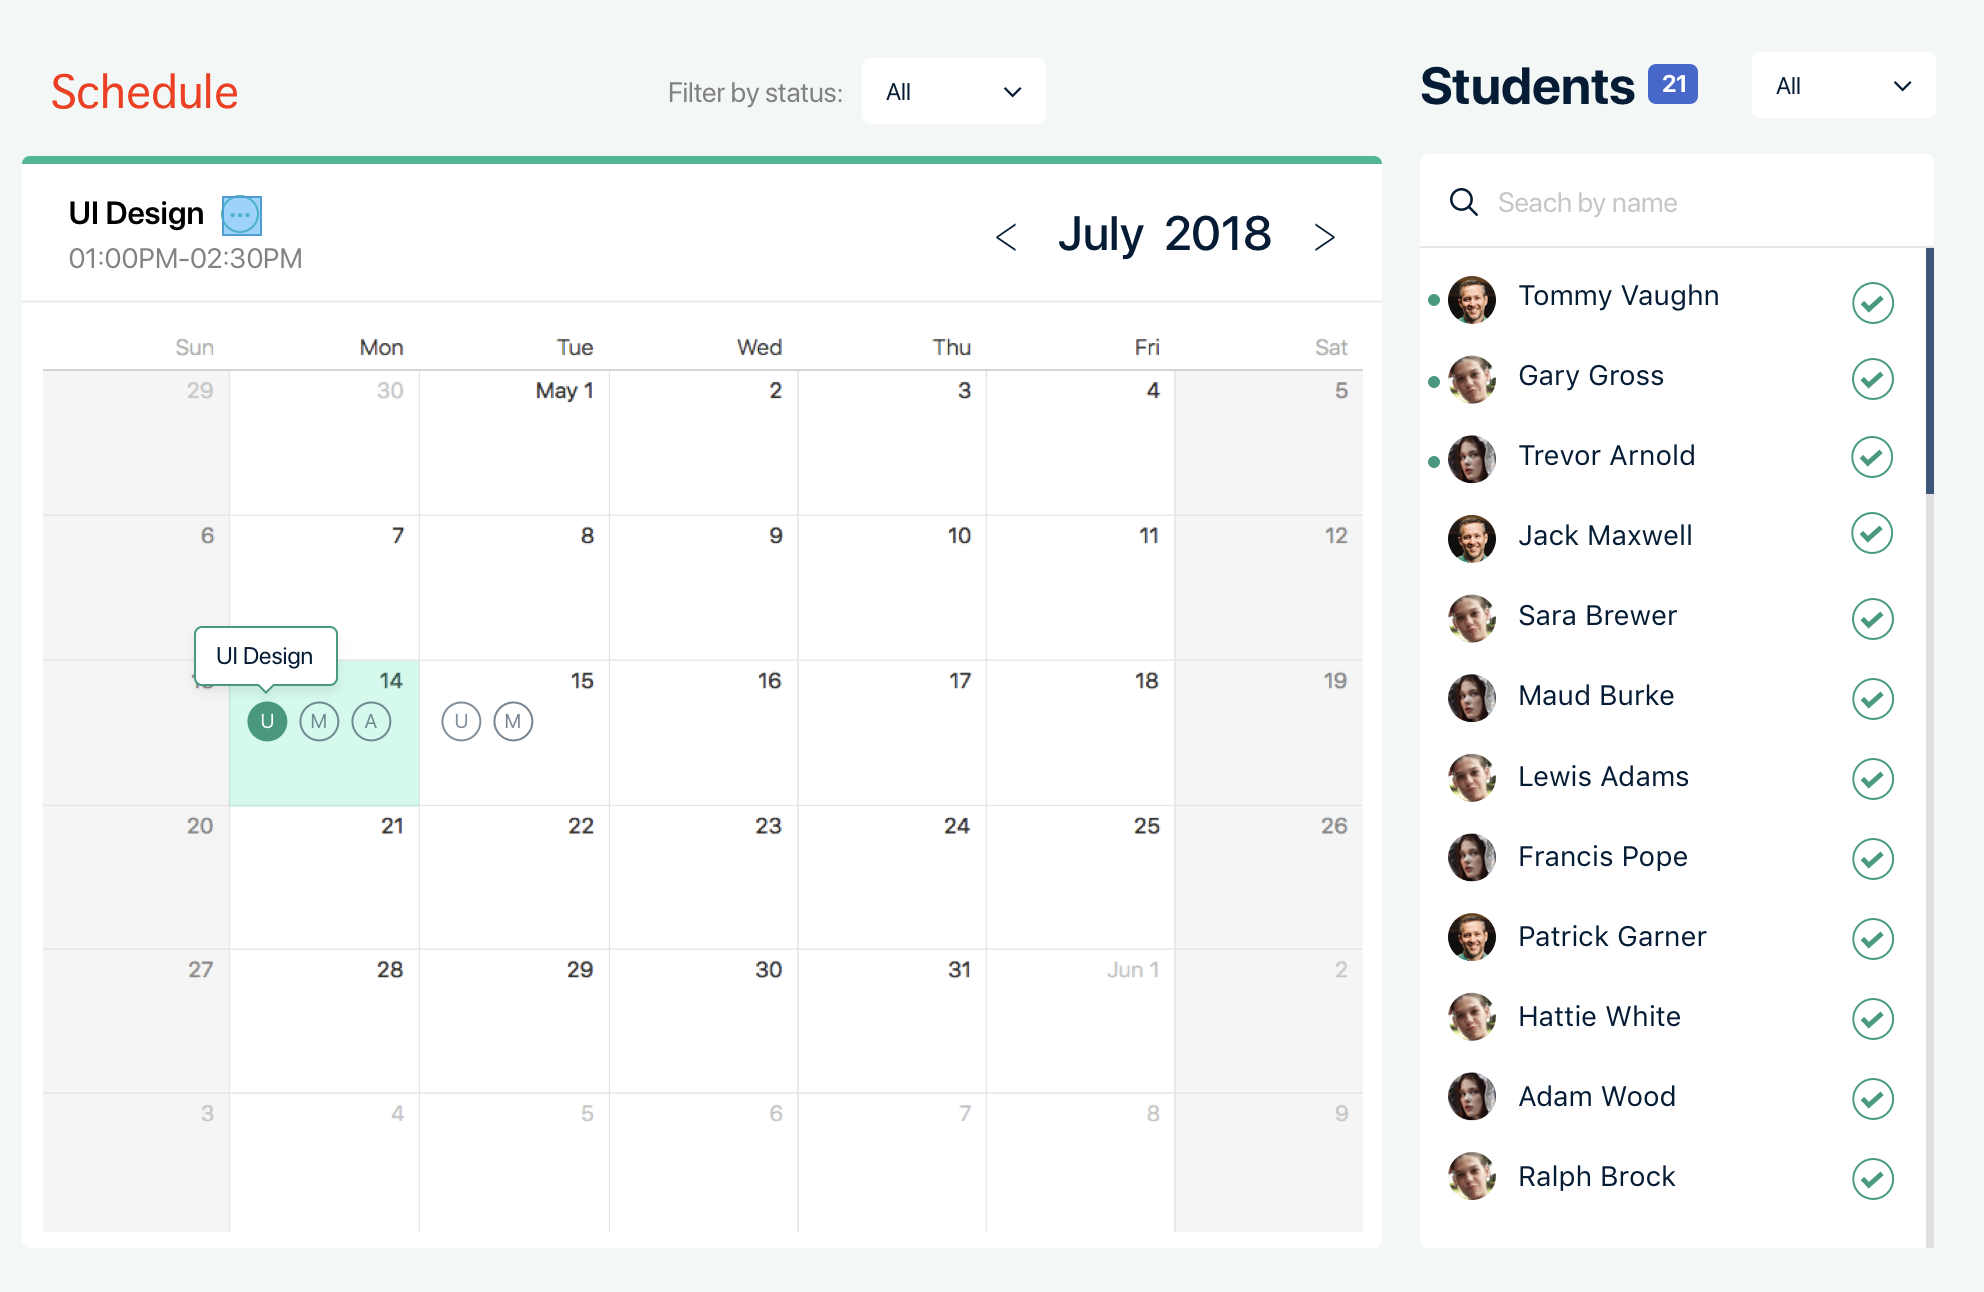 Schedule
Filter by status:
All
Students 21
All
UI Design
01:00PM-02:30PM
< July 2018 >
Seach by name
Sun Mon Tue Wed Thu Fri Sat
29 30 May 1 2 3 4 5
6 7 8 9 10 11 12
UI Design
14 15 16 17 18 19
U M A U M
20 21 22 23 24 25 26
27 28 29 30 31 Jun 1 2
3 4 5 6 7 8 9
Tommy Vaughn
Gary Gross
Trevor Arnold
Jack Maxwell
Sara Brewer
Maud Burke
Lewis Adams
Francis Pope
Patrick Garner
Hattie White
Adam Wood
Ralph Brock